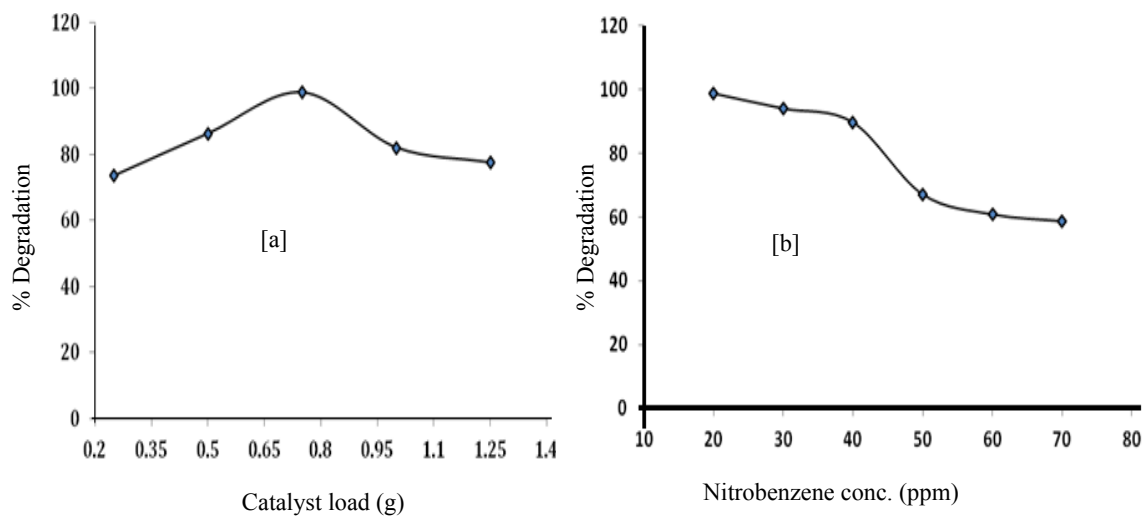 120
100
80
60
40
20
0
% Degradation
[a]
0.2 0.35 0.5 0.65 0.8 0.95 1.1 1.25 1.4
Catalyst load (g)
120
100
80
60
40
20
0
% Degradation
[b]
10 20 30 40 50 60 70 80
Nitrobenzene conc. (ppm)